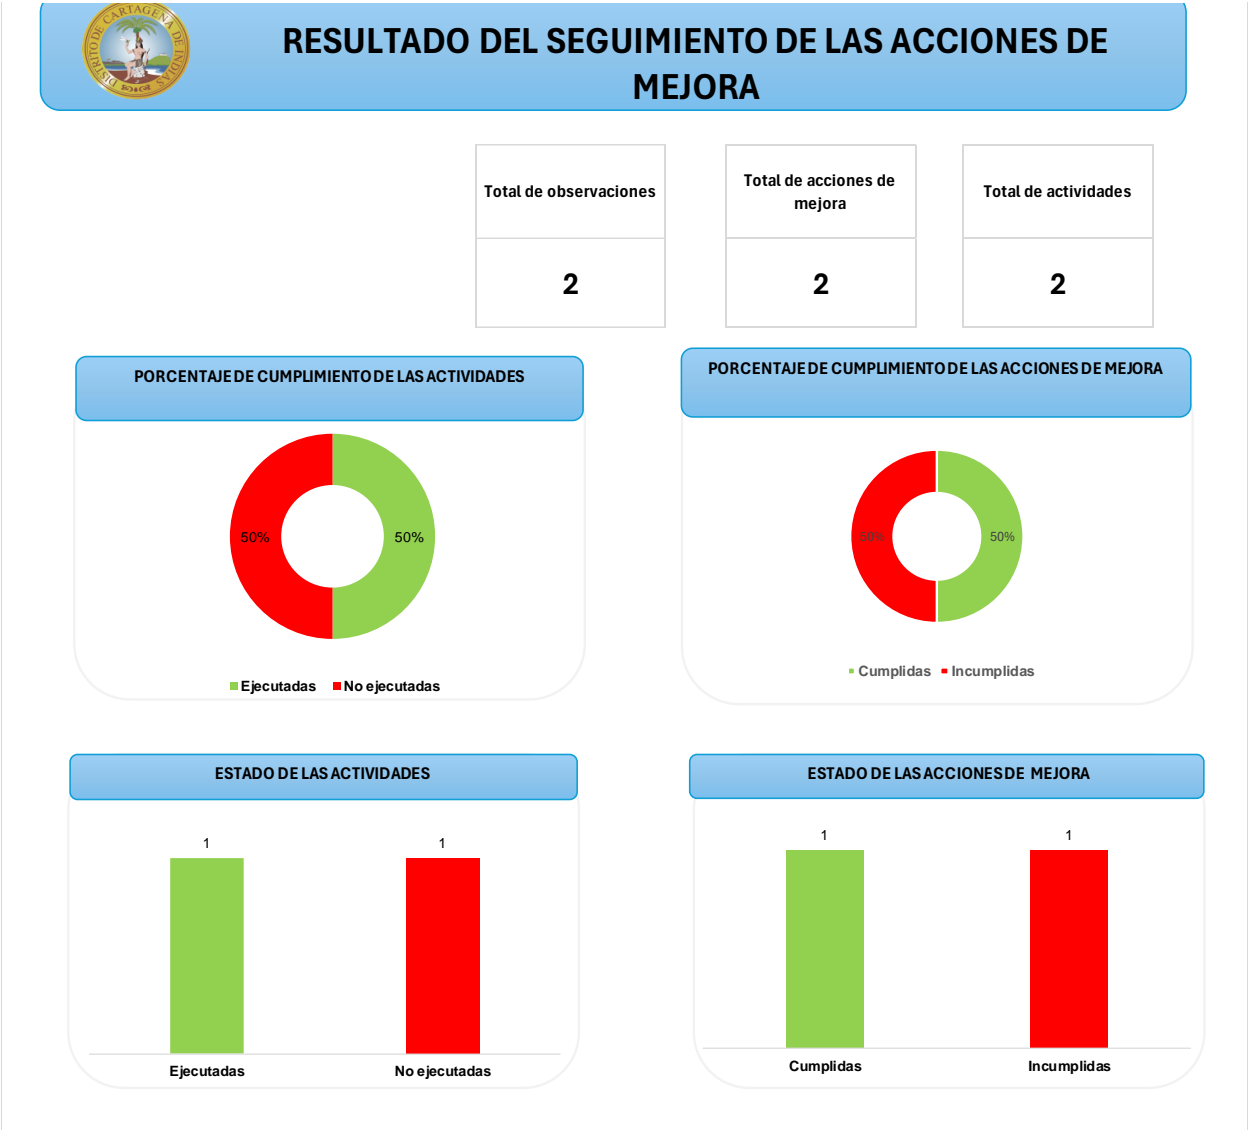 DISTRITO DE CARTAGENA DE INDIAS
RESULTADO DEL SEGUIMIENTO DE LAS ACCIONES DE
MEJORA
Total de observaciones
Total de acciones de
mejora
Total de actividades
2
2
2
PORCENTAJE DE CUMPLIMIENTO DE LAS ACTIVIDADES
PORCENTAJE DE CUMPLIMIENTO DE LAS ACCIONES DE MEJORA
50%
50%
50%
50%
Ejecutadas
No ejecutadas
Cumplidas
Incumplidas
ESTADO DE LAS ACTIVIDADES
ESTADO DE LAS ACCIONES DE MEJORA
1
1
1
1
Ejecutadas
No ejecutadas
Cumplidas
Incumplidas